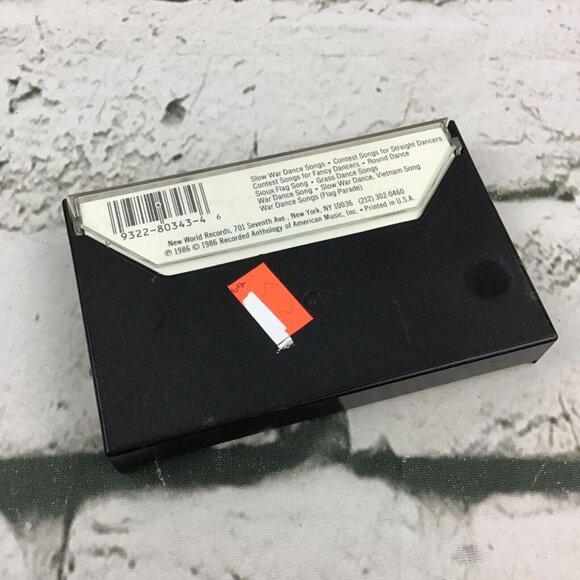 Slow War Dance Songs • Contest Songs for Straight Dancers
Contest Songs for Fancy Dancers • Round Dance
Sioux Flag Song • Grass Dance Songs
War Dance Song • Slow War Dance, Vietnam Song
War Dance Songs (Flag Parade)
9322-80343-4 6
New World Records, 701 Seventh Ave., New York, NY 10036 (212) 302-0460
℗ 1986 © 1986 Recorded Anthology of American Music, Inc. • Printed in U.S.A.